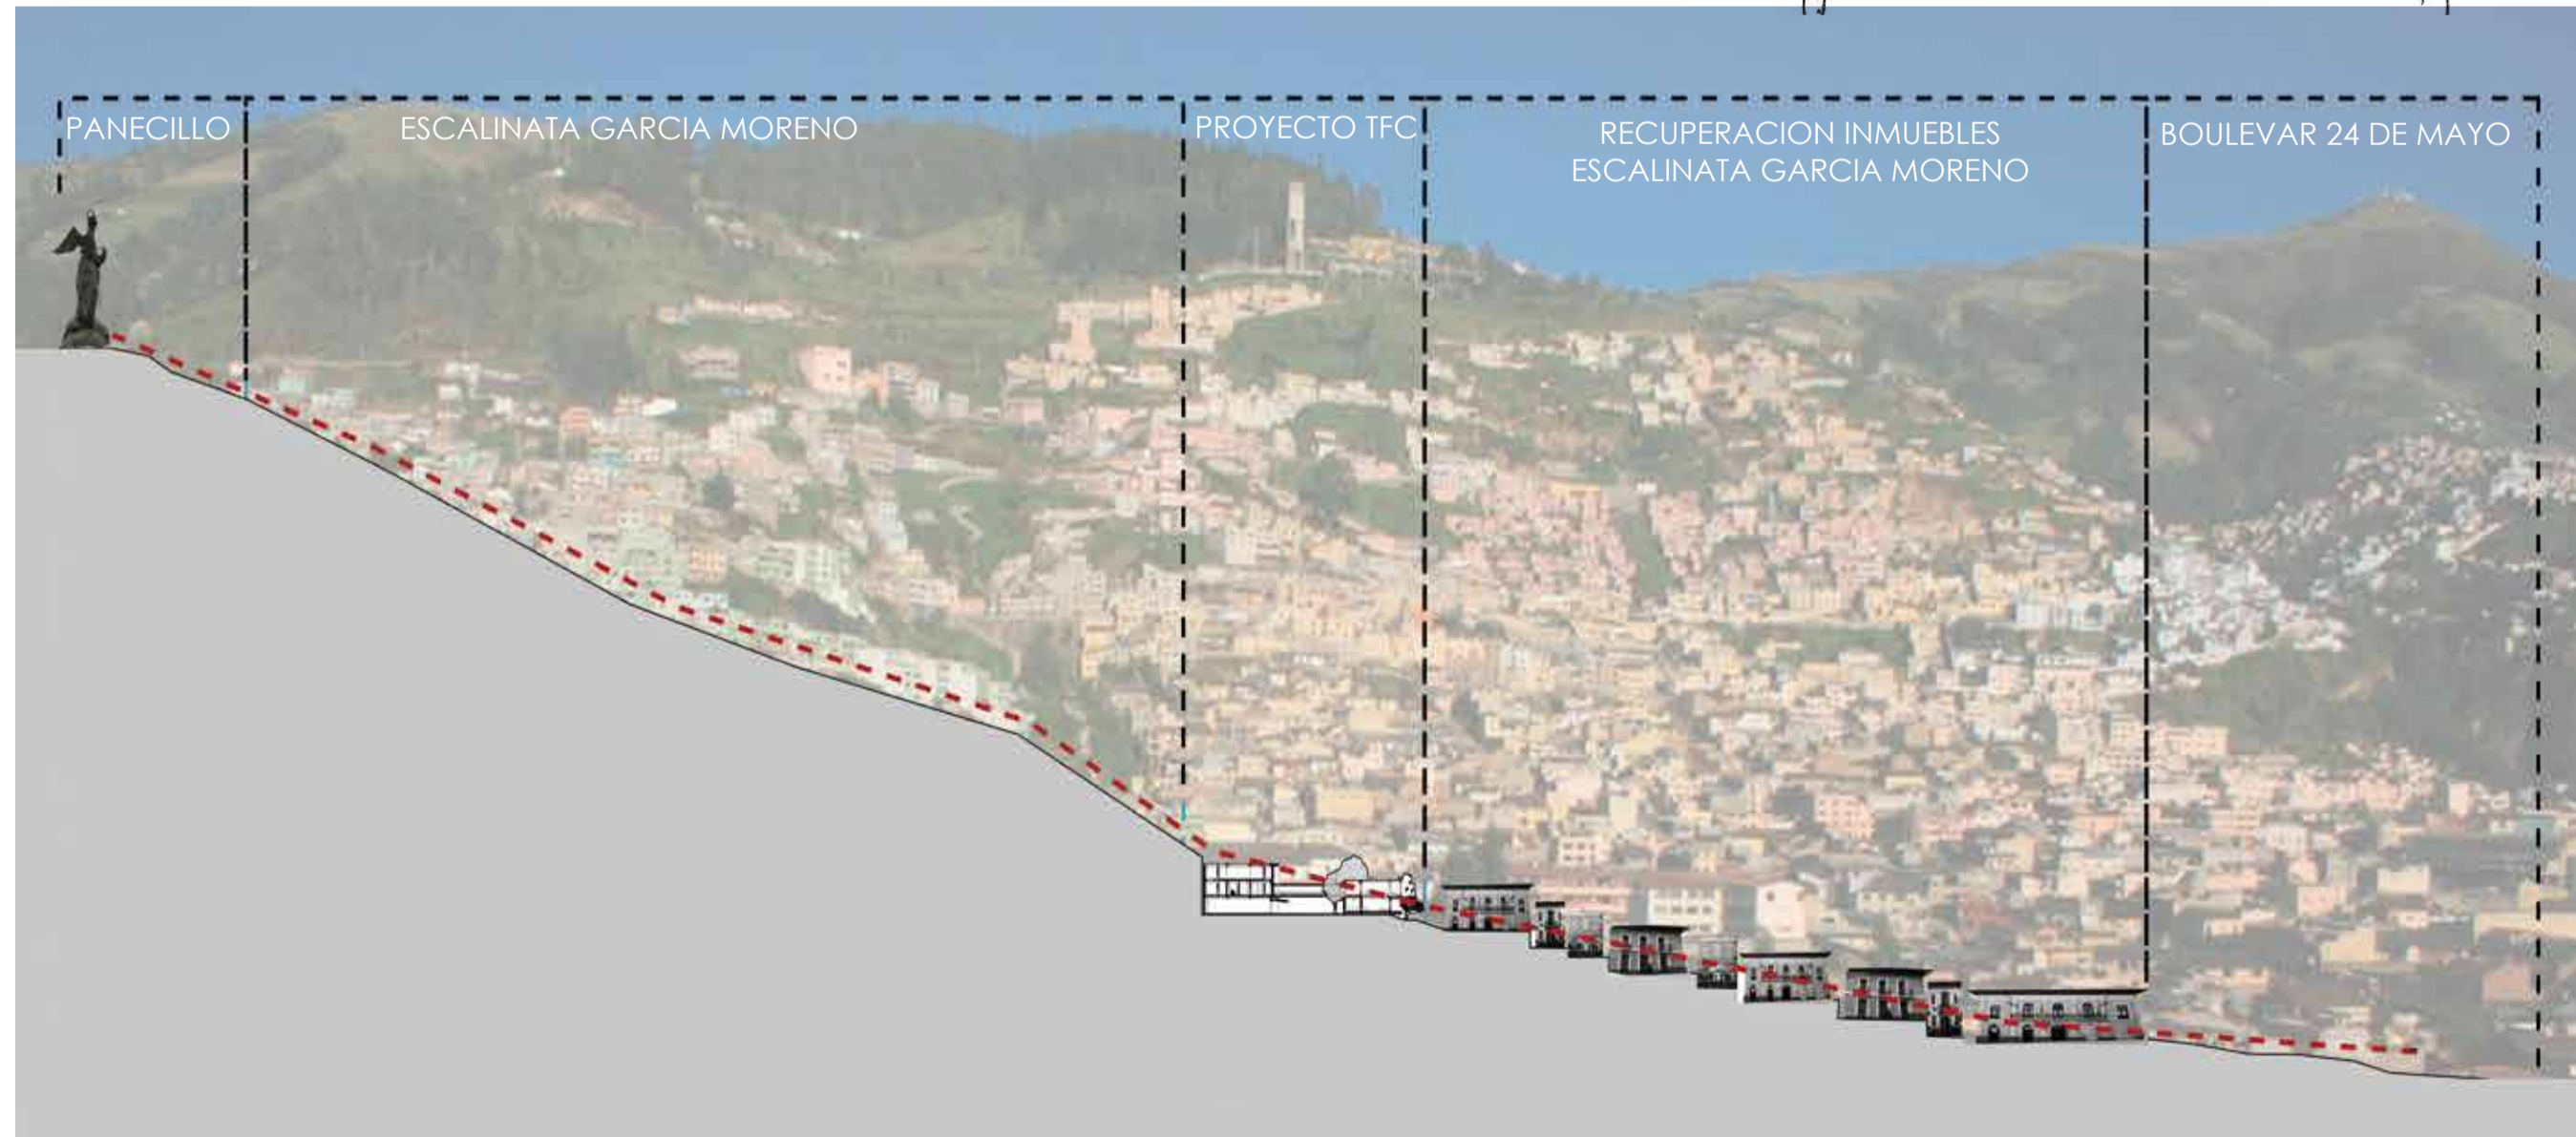 PANECILLO
ESCALINATA GARCIA MORENO
PROYECTO TFC
RECUPERACION INMUEBLES
ESCALINATA GARCIA MORENO
BOULEVAR 24 DE MAYO